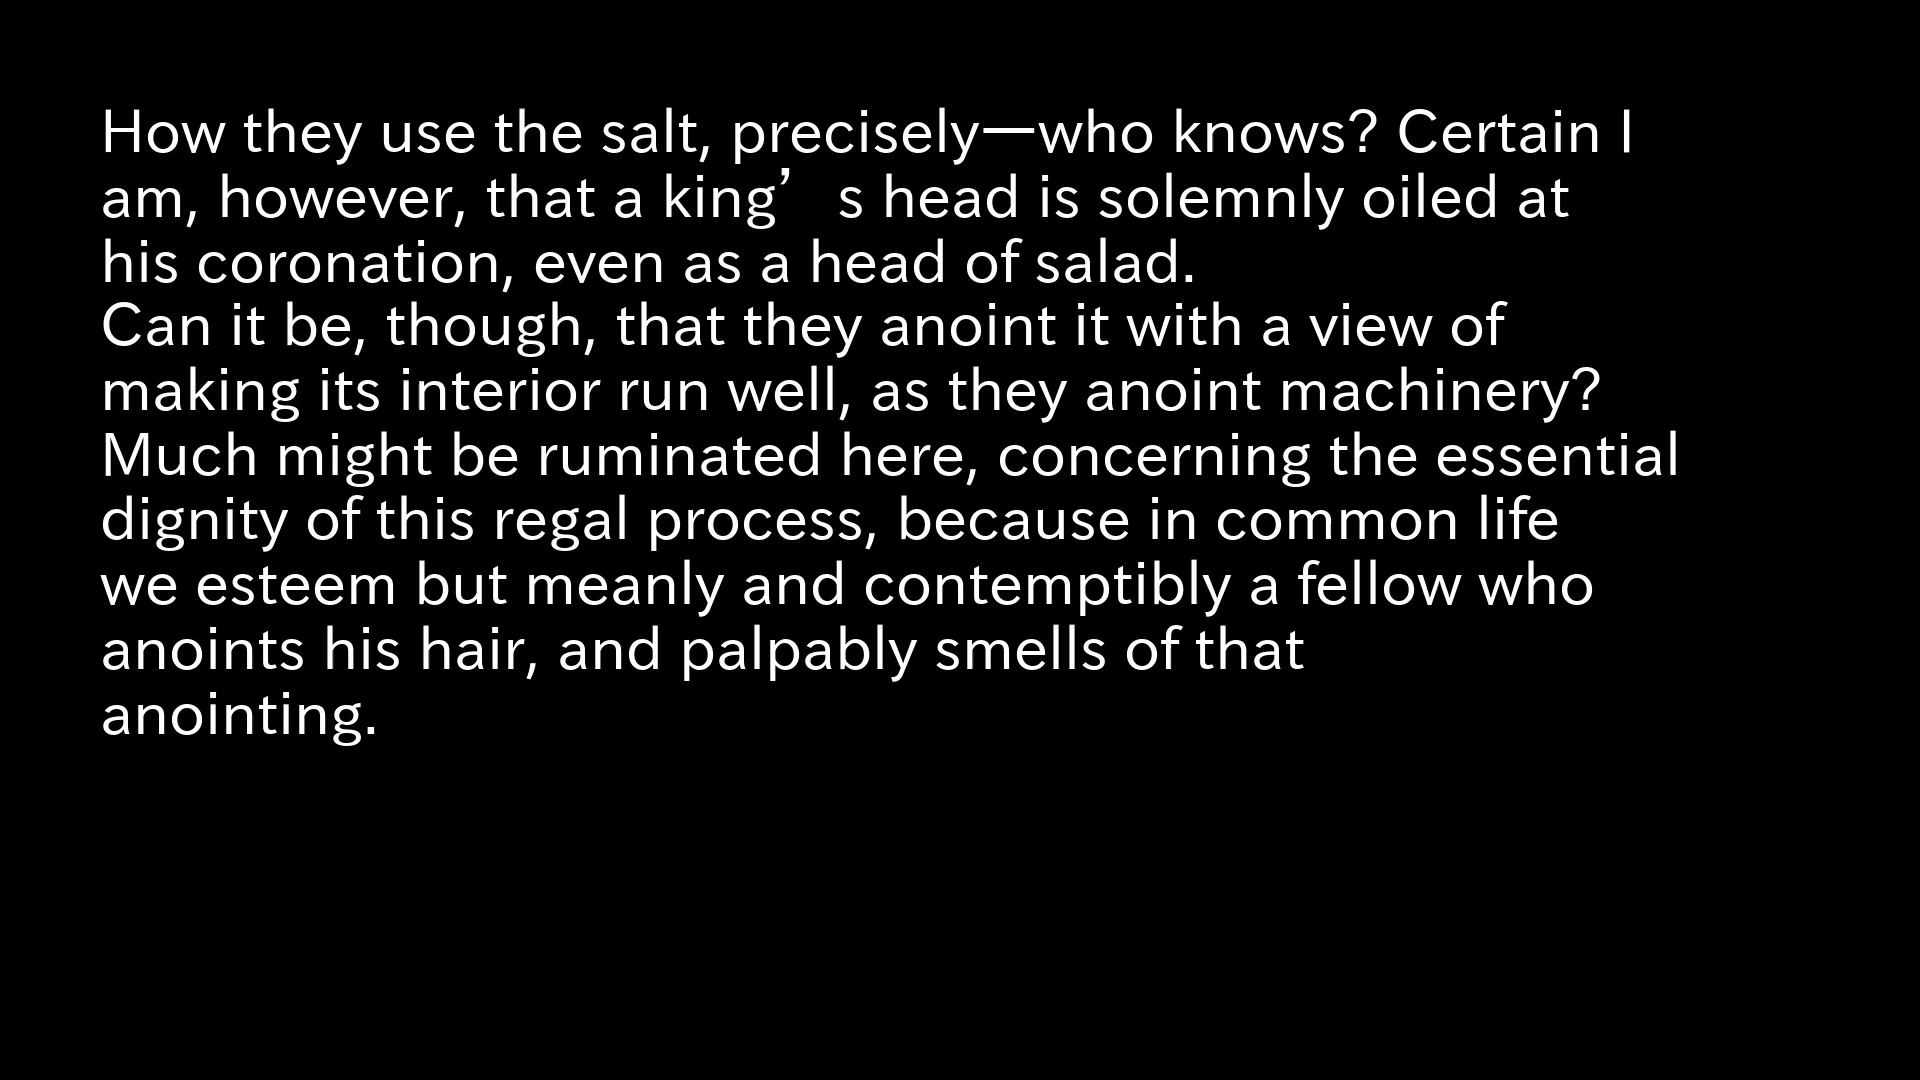 How they use the salt, precisely—who knows? Certain I
am, however, that a king’s head is solemnly oiled at
his coronation, even as a head of salad.
Can it be, though, that they anoint it with a view of
making its interior run well, as they anoint machinery?
Much might be ruminated here, concerning the essential
dignity of this regal process, because in common life
we esteem but meanly and contemptibly a fellow who
anoints his hair, and palpably smells of that
anointing.